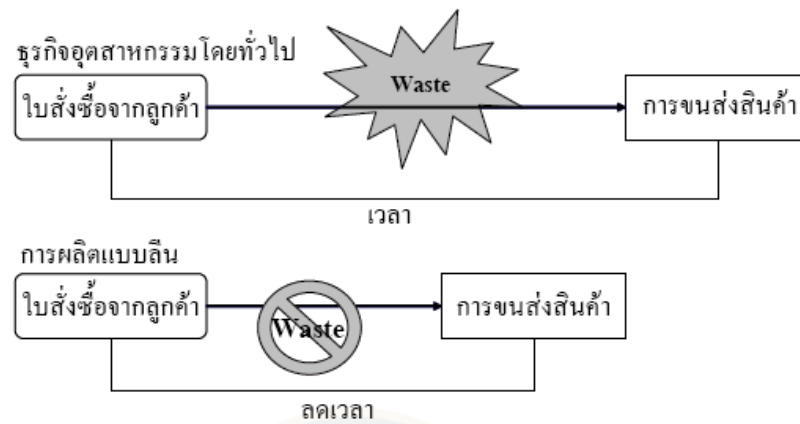 ธุรกิจอุตสาหกรรมโดยทั่วไป
ใบสั่งซื้อจากลูกค้า
Waste
การขนส่งสินค้า
เวลา
การผลิตแบบลีน
ใบสั่งซื้อจากลูกค้า
Waste
การขนส่งสินค้า
ลดเวลา